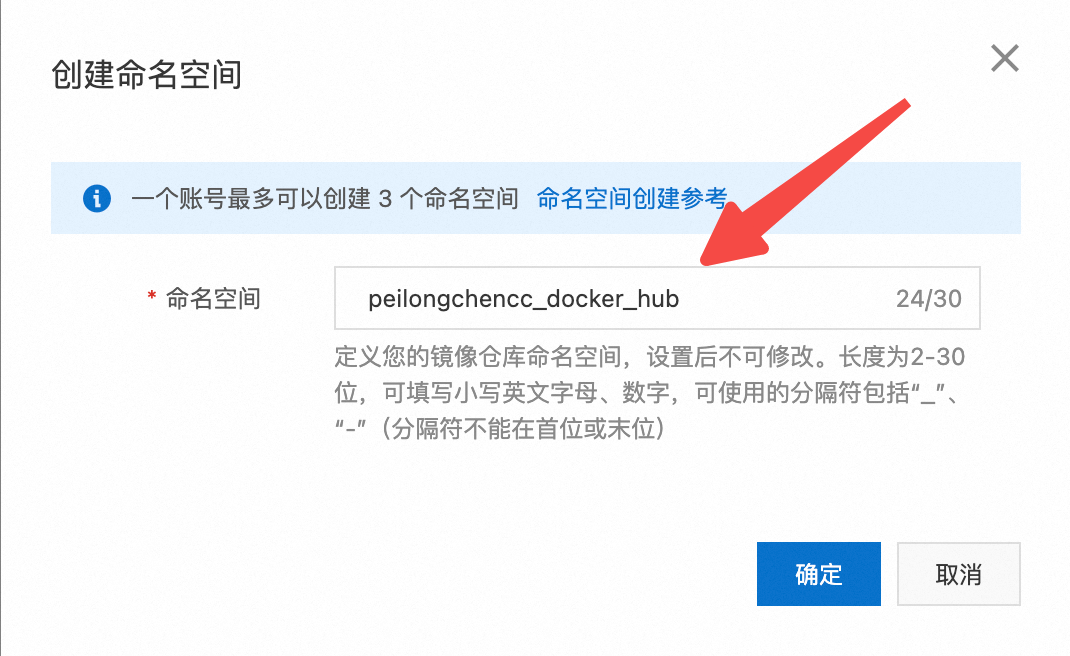 创建命名空间
一个账号最多可以创建 3 个命名空间 命名空间创建参考
* 命名空间 peilongchencc_docker_hub 24/30
定义您的镜像仓库命名空间，设置后不可修改。长度为2-30
位，可填写小写英文字母、数字，可使用的分隔符包括“_”、
“-”（分隔符不能在首位或末位）
确定 取消